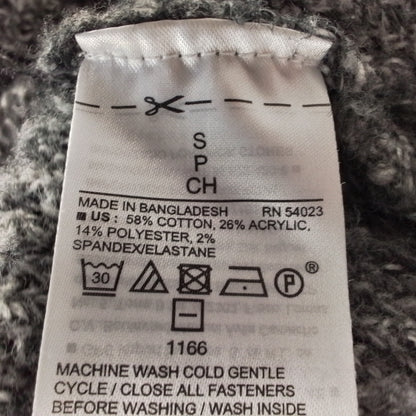 S
P
CH
MADE IN BANGLADESH RN 54023
US : 58% COTTON, 26% ACRYLIC,
14% POLYESTER, 2%
SPANDEX/ELASTANE
30 P ®
1166
MACHINE WASH COLD GENTLE
CYCLE / CLOSE ALL FASTENERS
BEFORE WASHING / WASH INSIDE